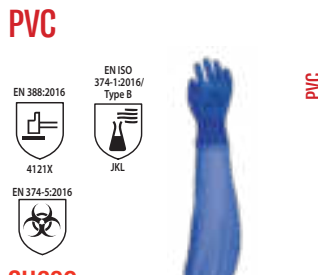 PVC
EN 388:2016
4121X
EN ISO
374-1:2016/
Type B
JKL
EN 374-5:2016
PVC